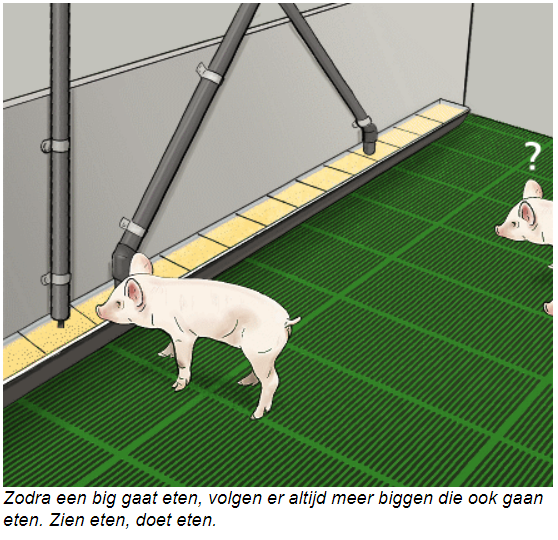 ?
Zodra een big gaat eten, volgen er altijd meer biggen die ook gaan
eten. Zien eten, doet eten.